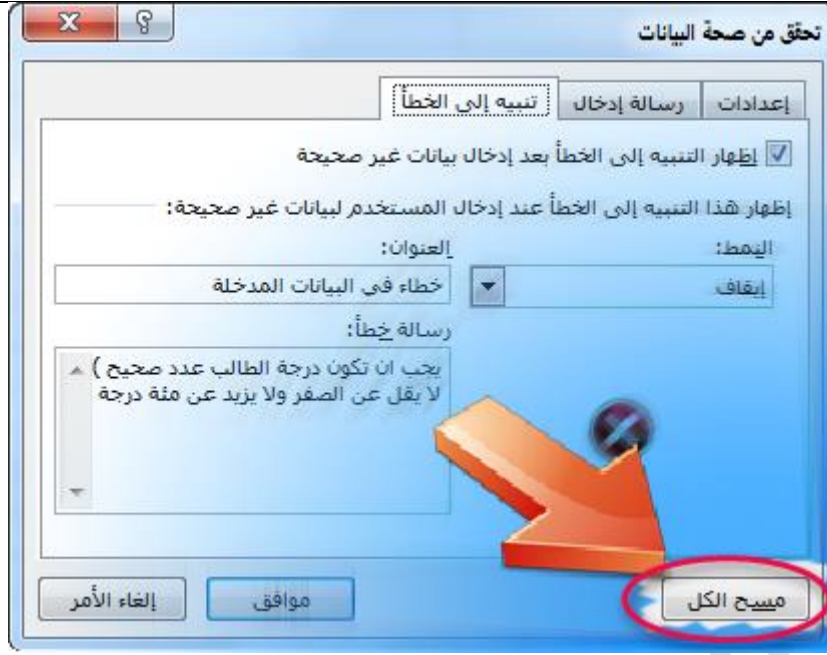 تحقق من صحة البيانات
إعدادات
رسالة إدخال
تنبيه إلى الخطأ
إظهار التنبيه إلى الخطأ بعد إدخال بيانات غير صحيحة
إظهار هذا التنبيه إلى الخطأ عند إدخال المستخدم لبيانات غير صحيحة:
النمط:
إيقاف
العنوان:
خطاء في البيانات المدخلة
رسالة خطأ:
يجب ان تكون درجة الطالب عدد صحيح )
لا يقل عن الصفر ولا يزيد عن مئة درجة
مسح الكل
موافق
إلغاء الأمر